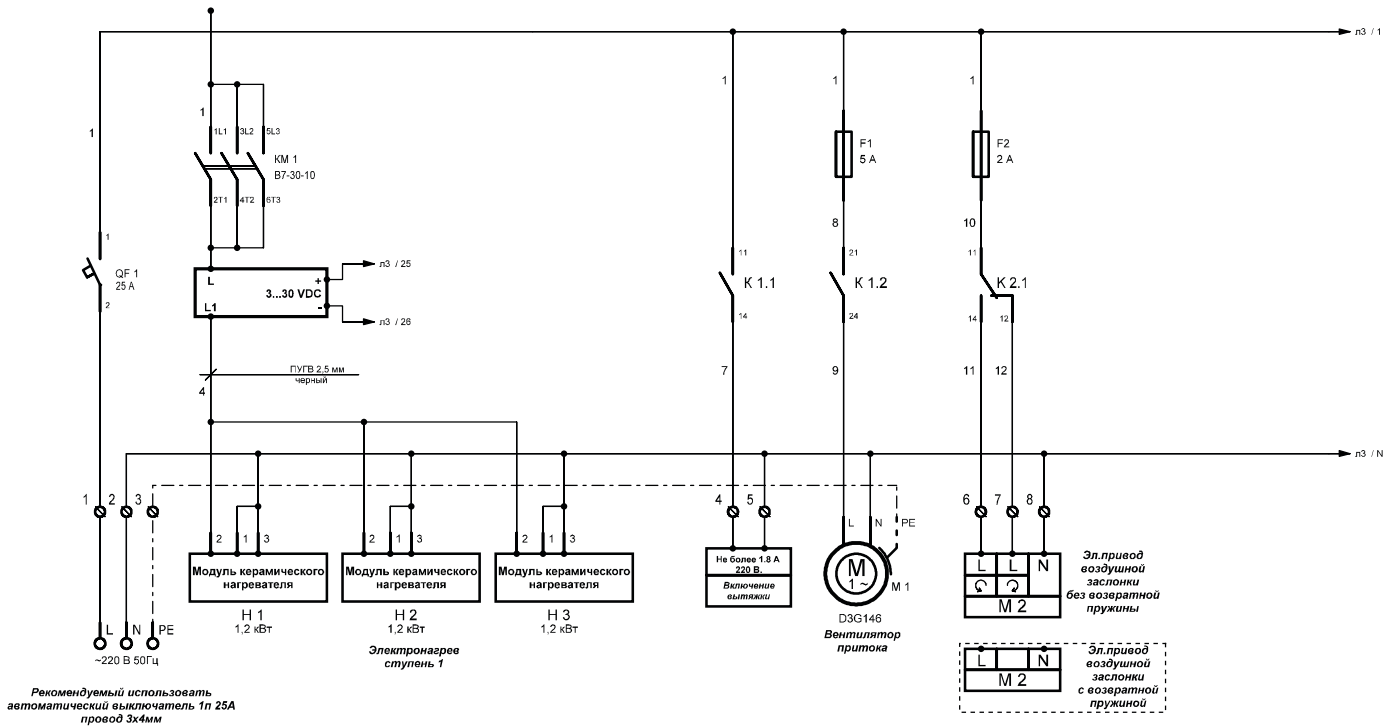 л3 / 1
1
1
1
1
1
1L1 3L2 5L3
КМ 1
В7-30-10
2T1 4T2 6T3
F1
5 А
F2
2 А
8
10
1
QF 1
25 А
2
L
L1
3...30 VDC
+
-
л3 / 25
л3 / 26
11
К 1.1
14
21
К 1.2
24
11
К 2.1
14
12
ПУГВ 2,5 мм
черный
4
7
9
11
12
л3 / N
1
2
3
4
5
6
7
8
2 1 3
2 1 3
2 1 3
Модуль керамического
нагревателя
Модуль керамического
нагревателя
Модуль керамического
нагревателя
Н 1
1,2 кВт
Н 2
1,2 кВт
Н 3
1,2 кВт
Электронагрев
ступень 1
Не более 1.8 А
220 В.
Включение
вытяжки
L N PE
М
1 ~
М 1
D3G146
Вентилятор
притока
L L N
М 2
Эл.привод
воздушной
заслонки
без возвратной
пружины
L N
М 2
Эл.привод
воздушной
заслонки
с возвратной
пружиной
L N PE
~220 В 50Гц
Рекомендуемый использовать
автоматический выключатель 1п 25А
провод 3х4мм